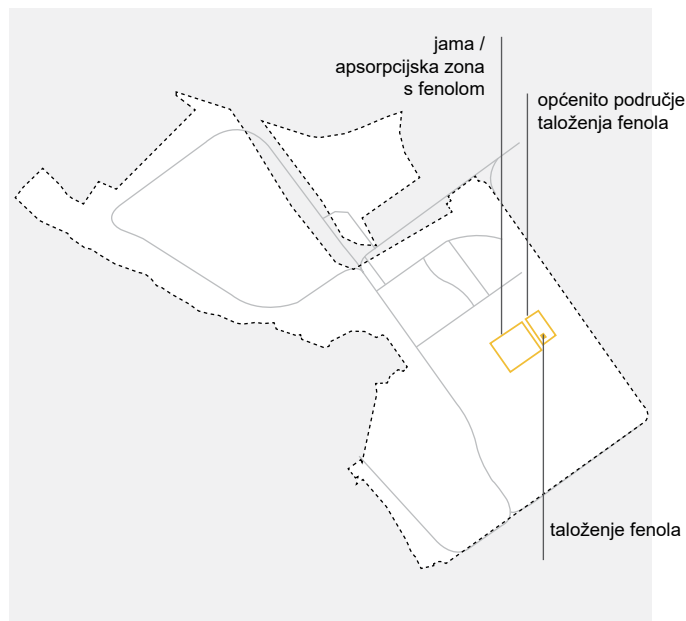 jama /
apsorpcijska zona
s fenolom
općenito područje
taloženja fenola
taloženje fenola